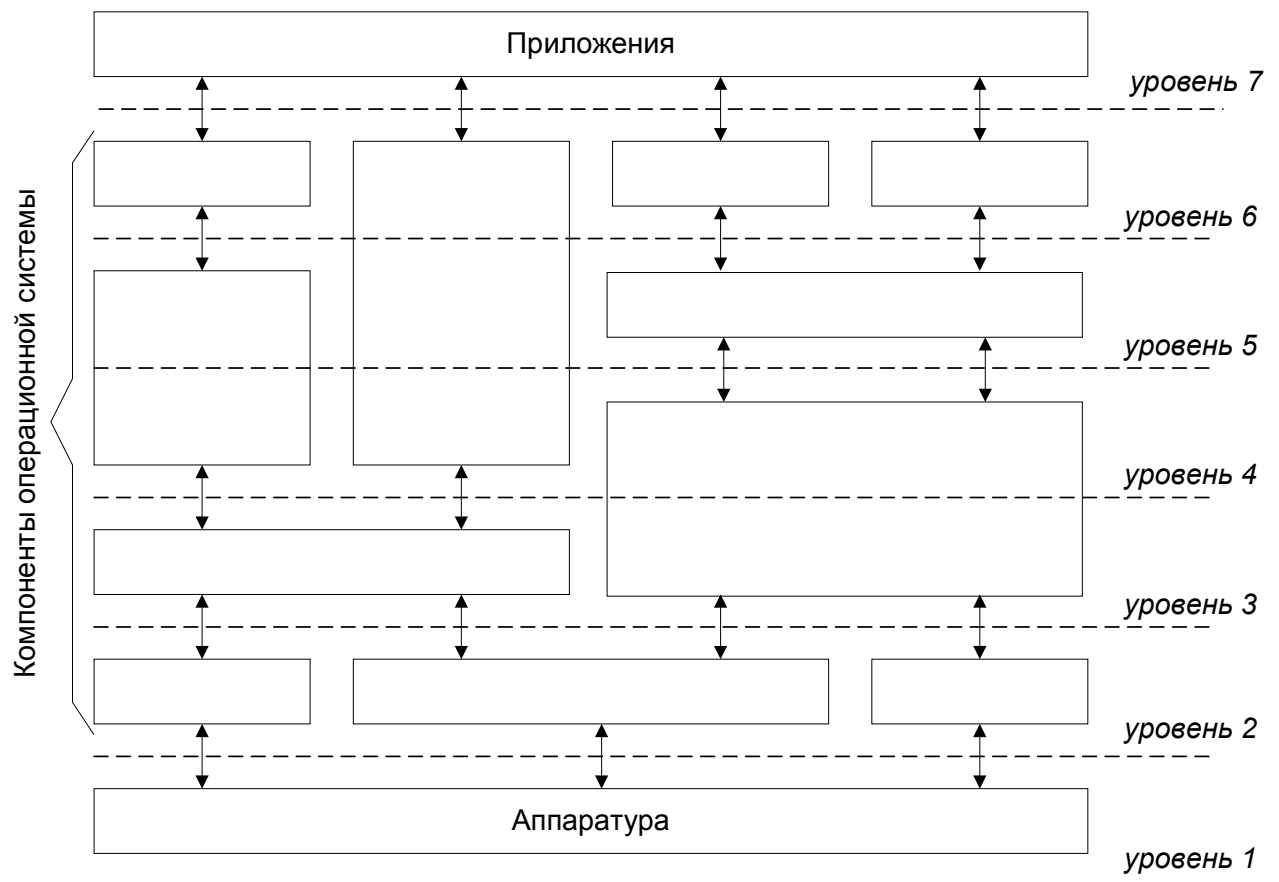 Приложения
уровень 7
уровень 6
уровень 5
уровень 4
уровень 3
уровень 2
Аппаратура
уровень 1
Компоненты операционной системы